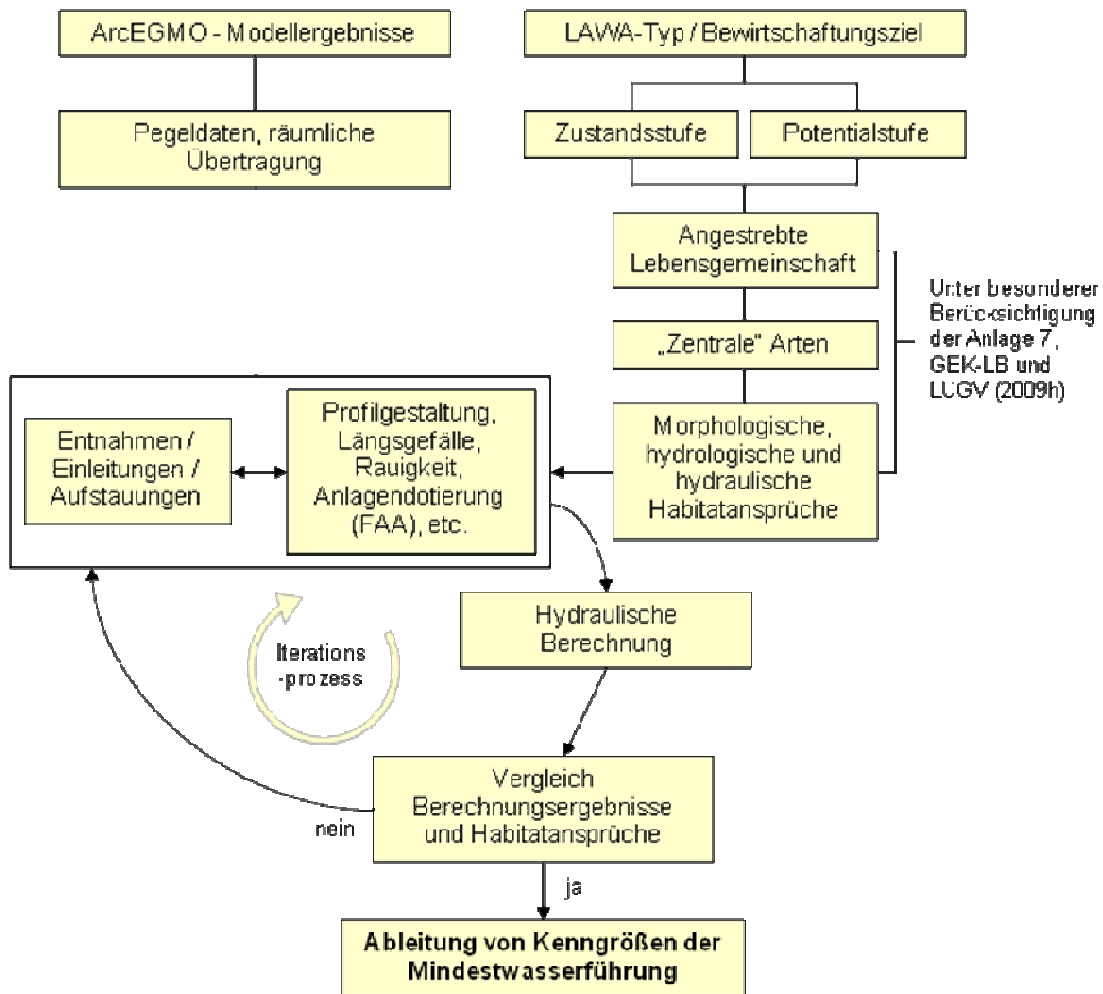 ArcEGMO - Modellergebnisse
Pegeldaten, räumliche
Übertragung
LAWA-Typ / Bewirtschaftungsziel
Zustandsstufe
Potentialstufe
Angestrebte
Lebensgemeinschaft
„Zentrale" Arten
Morphologische,
hydrologische und
hydraulische
Habitatansprüche
Unter besonderer
Berücksichtigung
der Anlage 7,
GEK-LB und
LUGV (2009h)
Entnahmen /
Einleitungen /
Aufstauungen
Profilgestaltung,
Längsgefälle,
Rauigkeit,
Anlagendotierung
(FAA), etc.
Hydraulische
Berechnung
Iterations
-prozess
Vergleich
Berechnungsergebnisse
und Habitatansprüche
nein
ja
Ableitung von Kenngrößen der
Mindestwasserführung